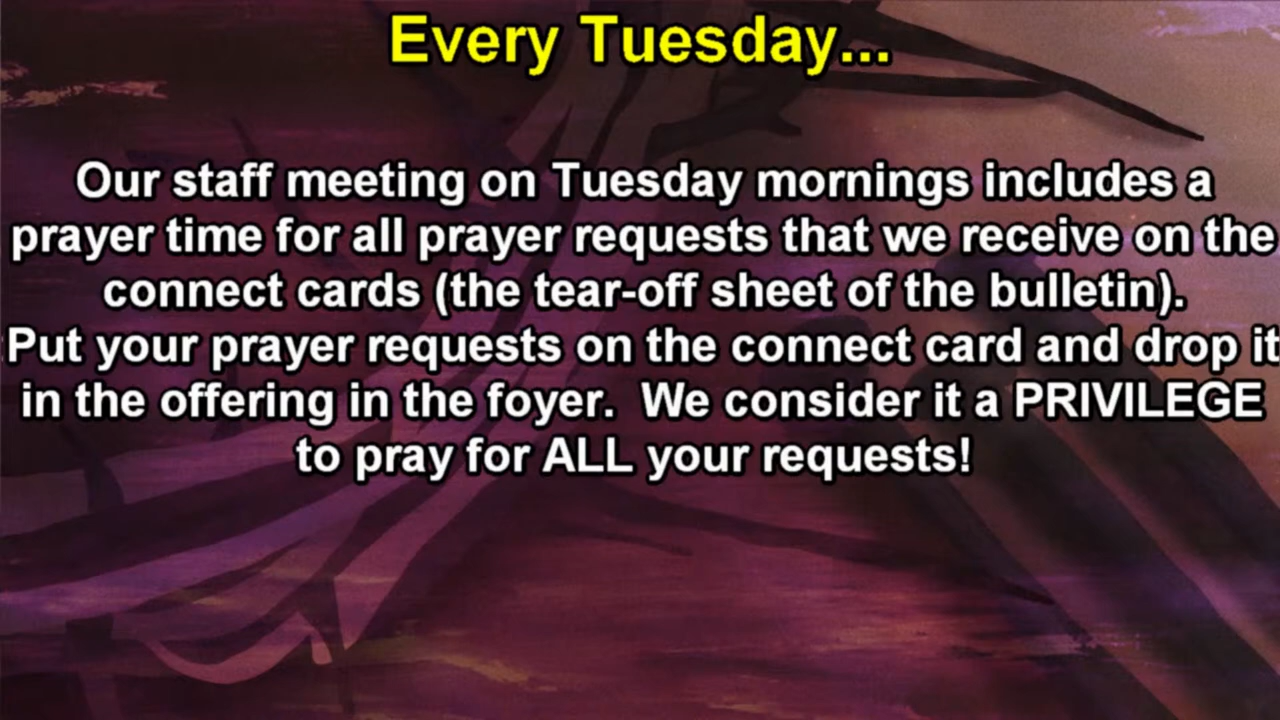 Every Tuesday...
Our staff meeting on Tuesday mornings includes a
prayer time for all prayer requests that we receive on the
connect cards (the tear-off sheet of the bulletin).
Put your prayer requests on the connect card and drop it
in the offering in the foyer.  We consider it a PRIVILEGE
to pray for ALL your requests!